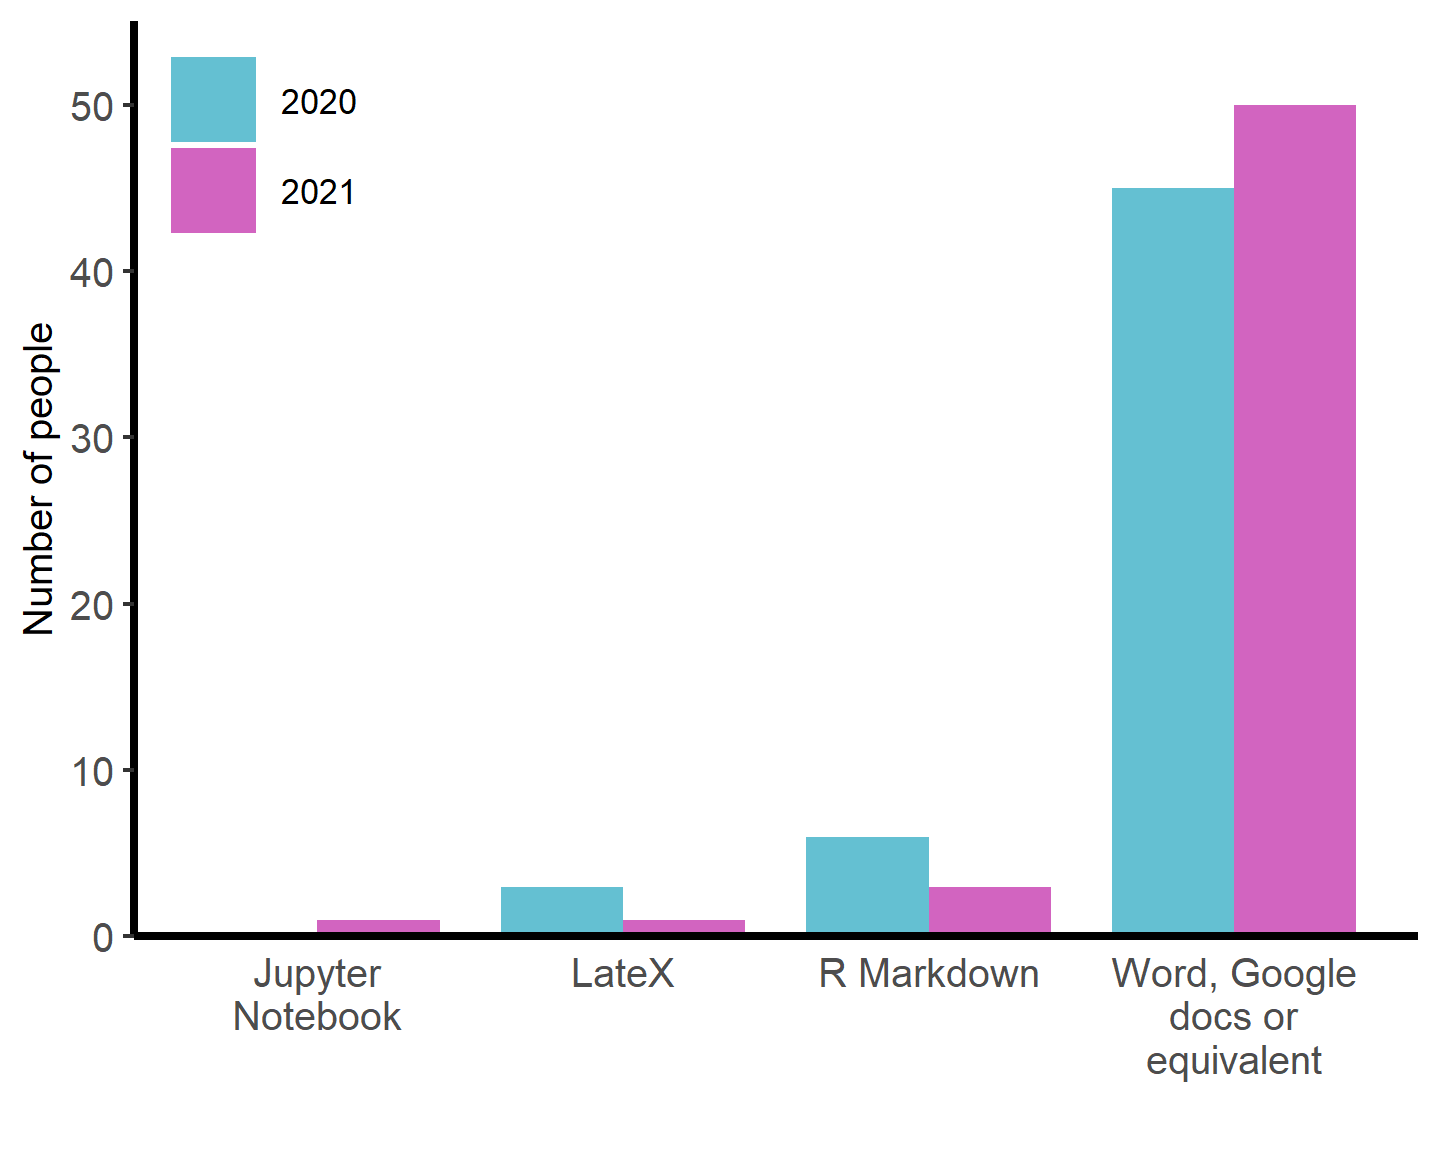 2020
2021
50
40
30
20
10
0
Number of people
Jupyter
Notebook
LateX
R Markdown
Word, Google
docs or
equivalent